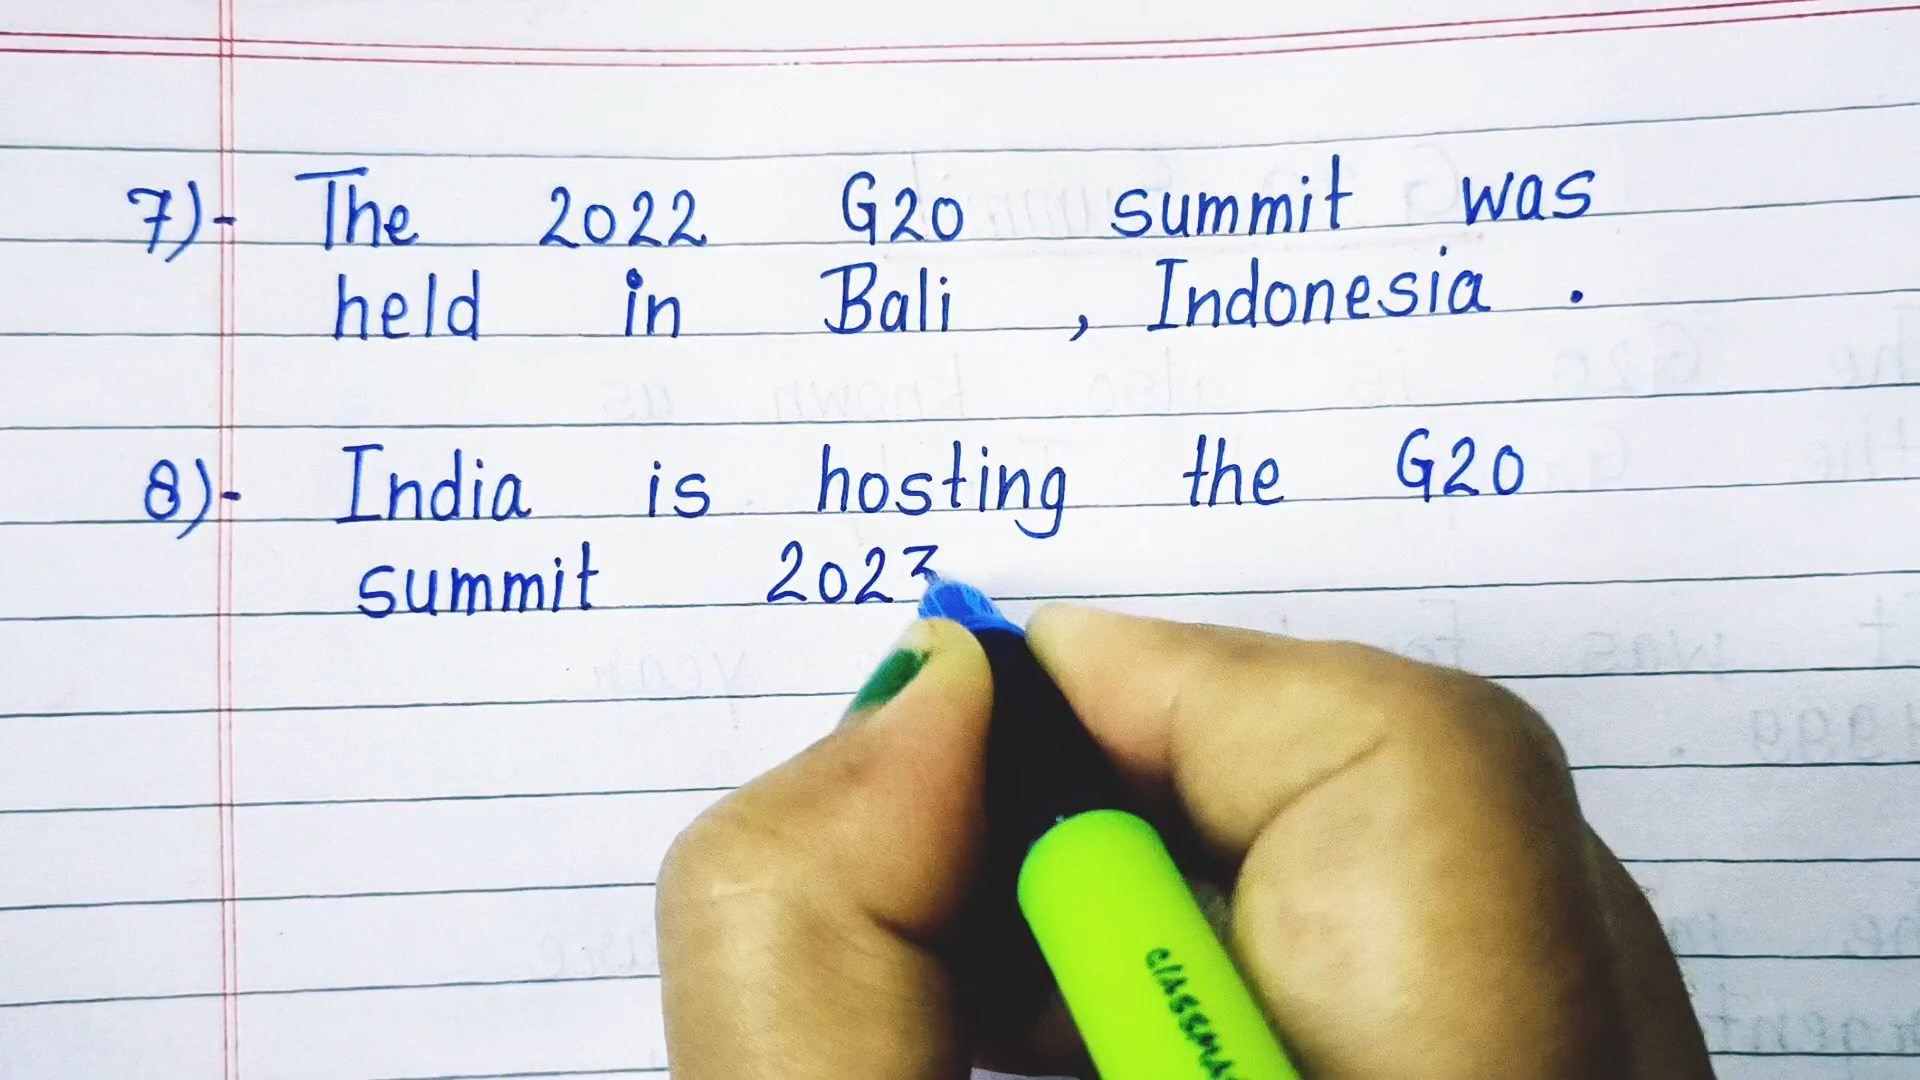 7)- The 2022 G20 summit was
held in Bali , Indonesia .
8)- India is hosting the G20
summit 2023